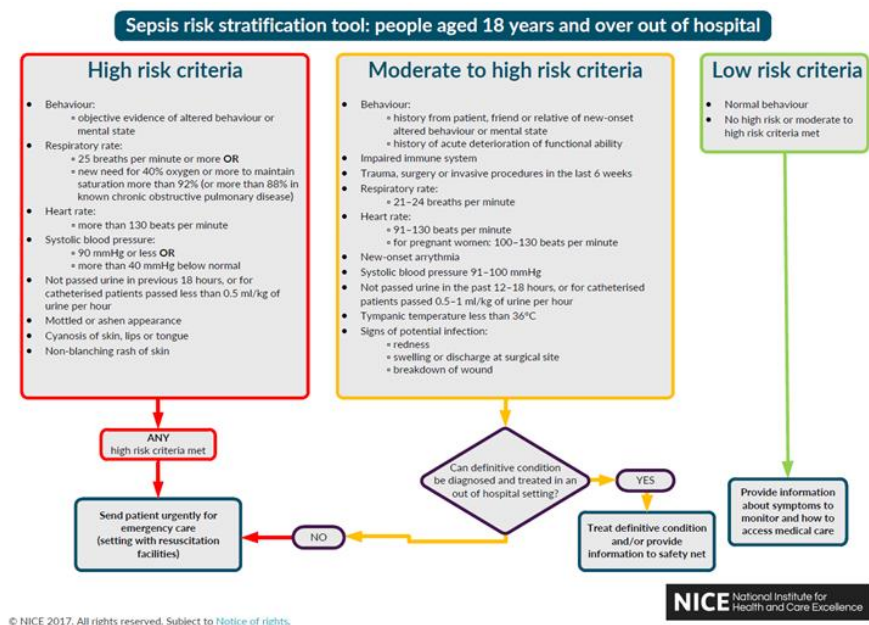 Sepsis risk stratification tool: people aged 18 years and over out of hospital
High risk criteria
• Behaviour:
▫ objective evidence of altered behaviour or
mental state
• Respiratory rate:
▫ 25 breaths per minute or more OR
▫ new need for 40% oxygen or more to maintain
saturation more than 92% (or more than 88% in
known chronic obstructive pulmonary disease)
• Heart rate:
▫ more than 130 beats per minute
• Systolic blood pressure:
▫ 90 mmHg or less OR
▫ more than 40 mmHg below normal
• Not passed urine in previous 18 hours, or for
catheterised patients passed less than 0.5 ml/kg of
urine per hour
• Mottled or ashen appearance
• Cyanosis of skin, lips or tongue
• Non-blanching rash of skin
Moderate to high risk criteria
• Behaviour:
▫ history from patient, friend or relative of new-onset
altered behaviour or mental state
▫ history of acute deterioration of functional ability
• Impaired immune system
• Trauma, surgery or invasive procedures in the last 6 weeks
• Respiratory rate:
▫ 21–24 breaths per minute
• Heart rate:
▫ 91–130 beats per minute
▫ for pregnant women: 100–130 beats per minute
• New-onset arrythmia
• Systolic blood pressure 91–100 mmHg
• Not passed urine in the past 12–18 hours, or for catheterised
patients passed 0.5–1 ml/kg of urine per hour
• Tympanic temperature less than 36°C
• Signs of potential infection:
▫ redness
▫ swelling or discharge at surgical site
▫ breakdown of wound
Low risk criteria
• Normal behaviour
• No high risk or moderate to
high risk criteria met
ANY
high risk criteria met
Can definitive condition
be diagnosed and treated in an
out of hospital setting?
YES
NO
Send patient urgently for
emergency care
(setting with resuscitation
facilities)
Treat definitive condition
and/or provide
information to safety net
Provide information
about symptoms to
monitor and how to
access medical care
NICE National Institute for
Health and Care Excellence
© NICE 2017. All rights reserved. Subject to Notice of rights.